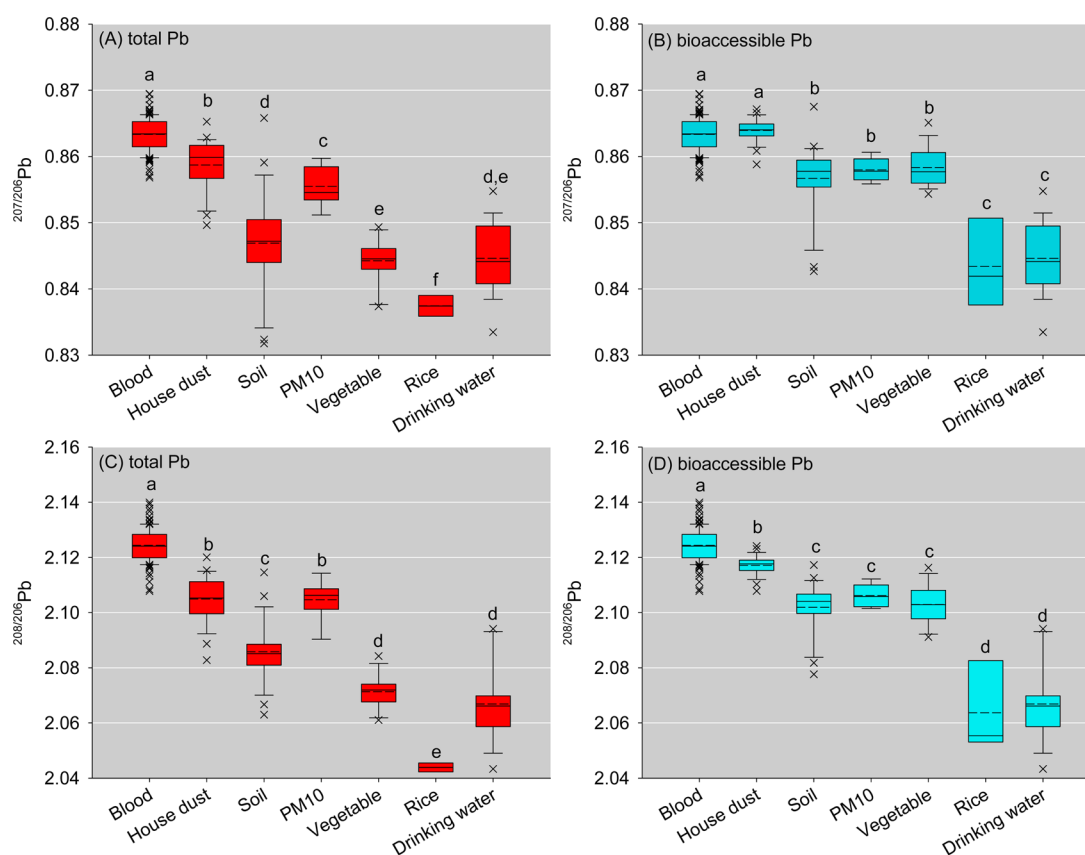 (A) total Pb
0.88
0.87
0.86
0.85
0.84
0.83
207/206Pb
a
b
d
c
e
f
d,e
Blood
House dust
Soil
PM10
Vegetable
Rice
Drinking water
(B) bioaccessible Pb
0.88
0.87
0.86
0.85
0.84
0.83
207/206Pb
a
a
b
b
b
c
c
Blood
House dust
Soil
PM10
Vegetable
Rice
Drinking water
(C) total Pb
2.16
2.14
2.12
2.10
2.08
2.06
2.04
208/206Pb
a
b
c
b
d
e
d
Blood
House dust
Soil
PM10
Vegetable
Rice
Drinking water
(D) bioaccessible Pb
2.16
2.14
2.12
2.10
2.08
2.06
2.04
208/206Pb
a
b
c
c
c
d
d
Blood
House dust
Soil
PM10
Vegetable
Rice
Drinking water